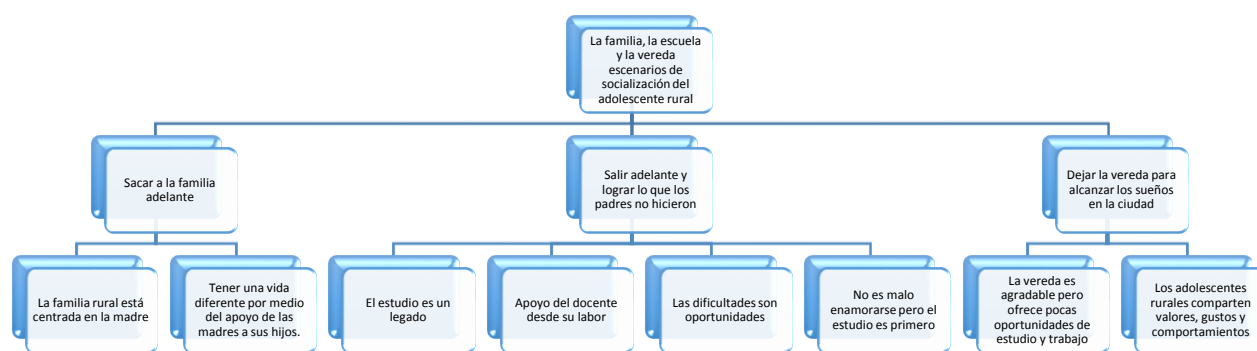 La familia, la escuela
y la vereda
escenarios de
socialización del
adolescente rural
Sacar a la familia
adelante
Salir adelante y
lograr lo que los
padres no hicieron
Dejar la vereda para
alcanzar los sueños
en la ciudad
La familia rural está
centrada en la madre
Tener una vida
diferente por medio
del apoyo de las
madres a sus hijos.
El estudio es un
legado
Apoyo del docente
desde su labor
Las dificultades son
oportunidades
No es malo
enamorarse pero el
estudio es primero
La vereda es
agradable pero
ofrece pocas
oportunidades de
estudio y trabajo
Los adolescentes
rurales comparten
valores, gustos y
comportamientos